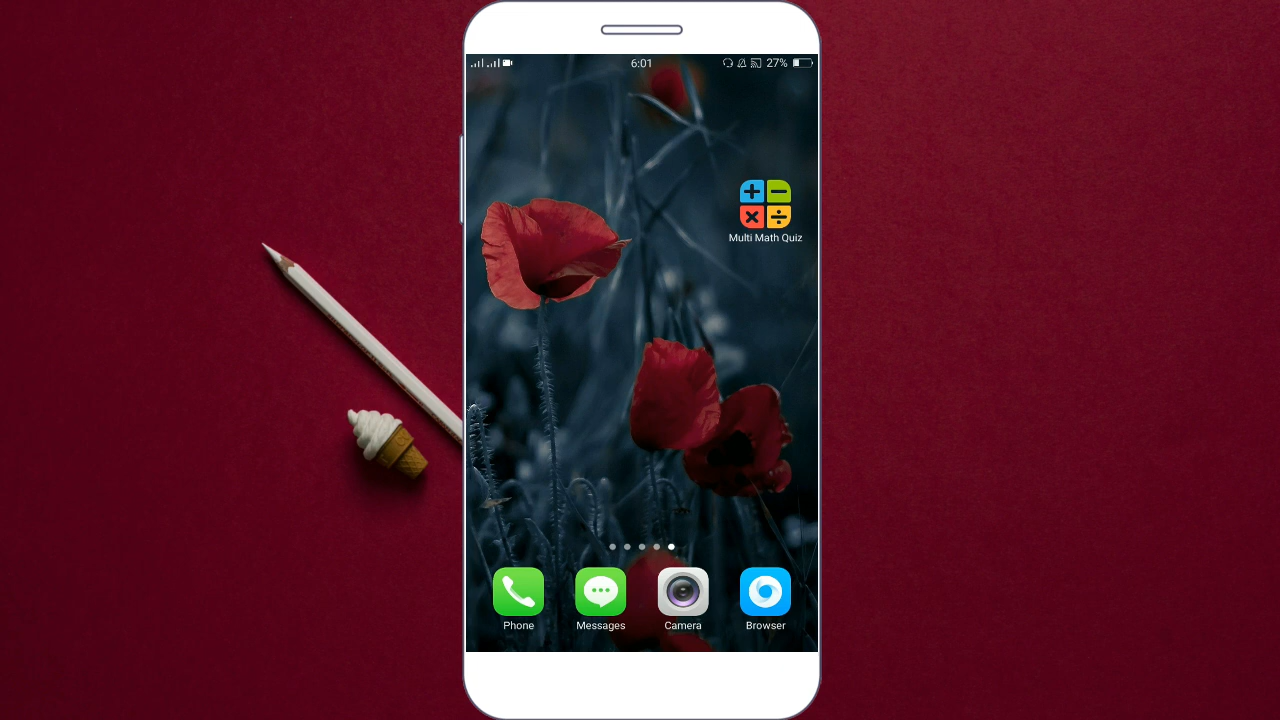 6:01
27%
Multi Math Quiz
Phone
Messages
Camera
Browser